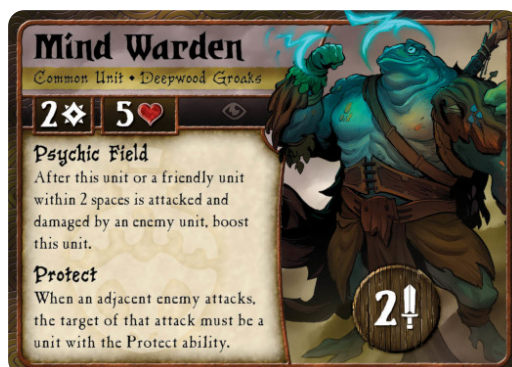 Mind Warden
Common Unit • Deepwood Groaks
2 5
Psychic Field
After this unit or a friendly unit
within 2 spaces is attacked and
damaged by an enemy unit, boost
this unit.
Protect
When an adjacent enemy attacks,
the target of that attack must be a
unit with the Protect ability.
2